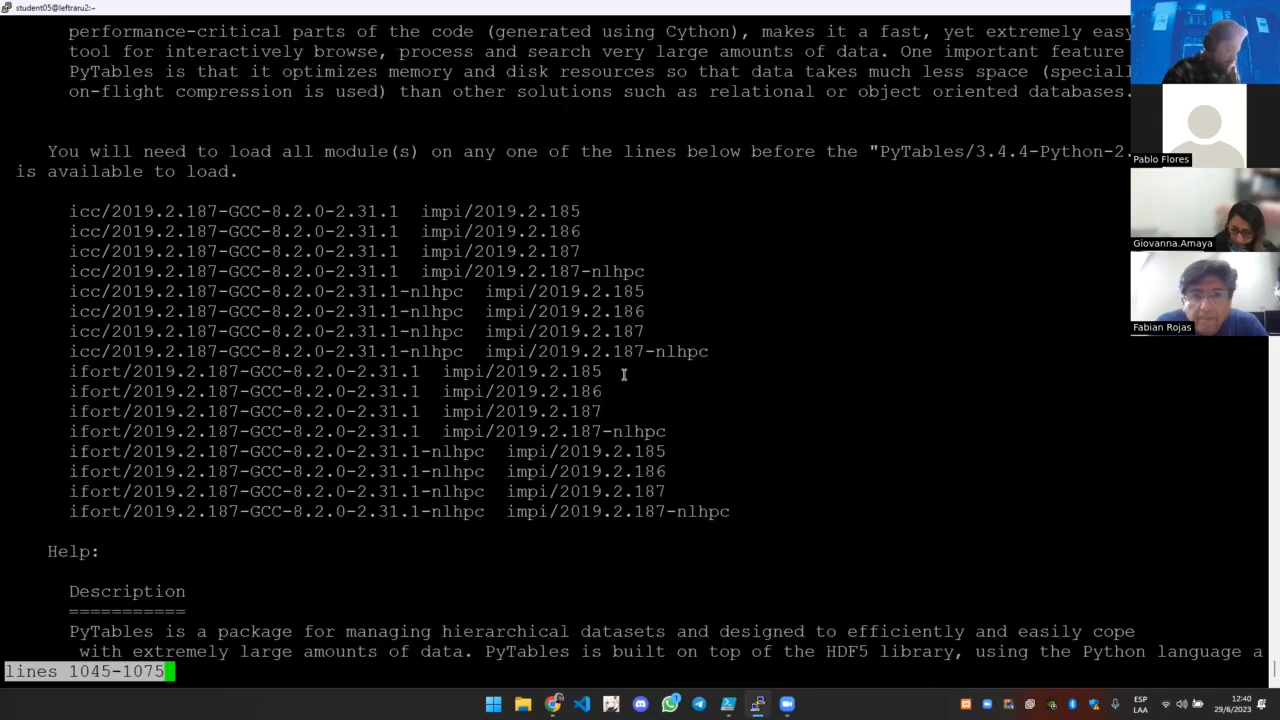 student05@leftraru2:~
performance-critical parts of the code (generated using Cython), makes it a fast, yet extremely easy
tool for interactively browse, process and search very large amounts of data. One important feature
PyTables is that it optimizes memory and disk resources so that data takes much less space (speciall
on-flight compression is used) than other solutions such as relational or object oriented databases.
You will need to load all module(s) on any one of the lines below before the "PyTables/3.4.4-Python-2.
is available to load.
icc/2019.2.187-GCC-8.2.0-2.31.1 impi/2019.2.185
icc/2019.2.187-GCC-8.2.0-2.31.1 impi/2019.2.186
icc/2019.2.187-GCC-8.2.0-2.31.1 impi/2019.2.187
icc/2019.2.187-GCC-8.2.0-2.31.1 impi/2019.2.187-nlhpc
icc/2019.2.187-GCC-8.2.0-2.31.1-nlhpc impi/2019.2.185
icc/2019.2.187-GCC-8.2.0-2.31.1-nlhpc impi/2019.2.186
icc/2019.2.187-GCC-8.2.0-2.31.1-nlhpc impi/2019.2.187
icc/2019.2.187-GCC-8.2.0-2.31.1-nlhpc impi/2019.2.187-nlhpc
ifort/2019.2.187-GCC-8.2.0-2.31.1 impi/2019.2.185
ifort/2019.2.187-GCC-8.2.0-2.31.1 impi/2019.2.186
ifort/2019.2.187-GCC-8.2.0-2.31.1 impi/2019.2.187
ifort/2019.2.187-GCC-8.2.0-2.31.1 impi/2019.2.187-nlhpc
ifort/2019.2.187-GCC-8.2.0-2.31.1-nlhpc impi/2019.2.185
ifort/2019.2.187-GCC-8.2.0-2.31.1-nlhpc impi/2019.2.186
ifort/2019.2.187-GCC-8.2.0-2.31.1-nlhpc impi/2019.2.187
ifort/2019.2.187-GCC-8.2.0-2.31.1-nlhpc impi/2019.2.187-nlhpc
Help:
Description
===========
PyTables is a package for managing hierarchical datasets and designed to efficiently and easily cope
with extremely large amounts of data. PyTables is built on top of the HDF5 library, using the Python language a
lines 1045-1075
Pablo Flores
Giovanna.Amaya
Fabian Rojas
ESP
LAA
12:40
29/6/2023